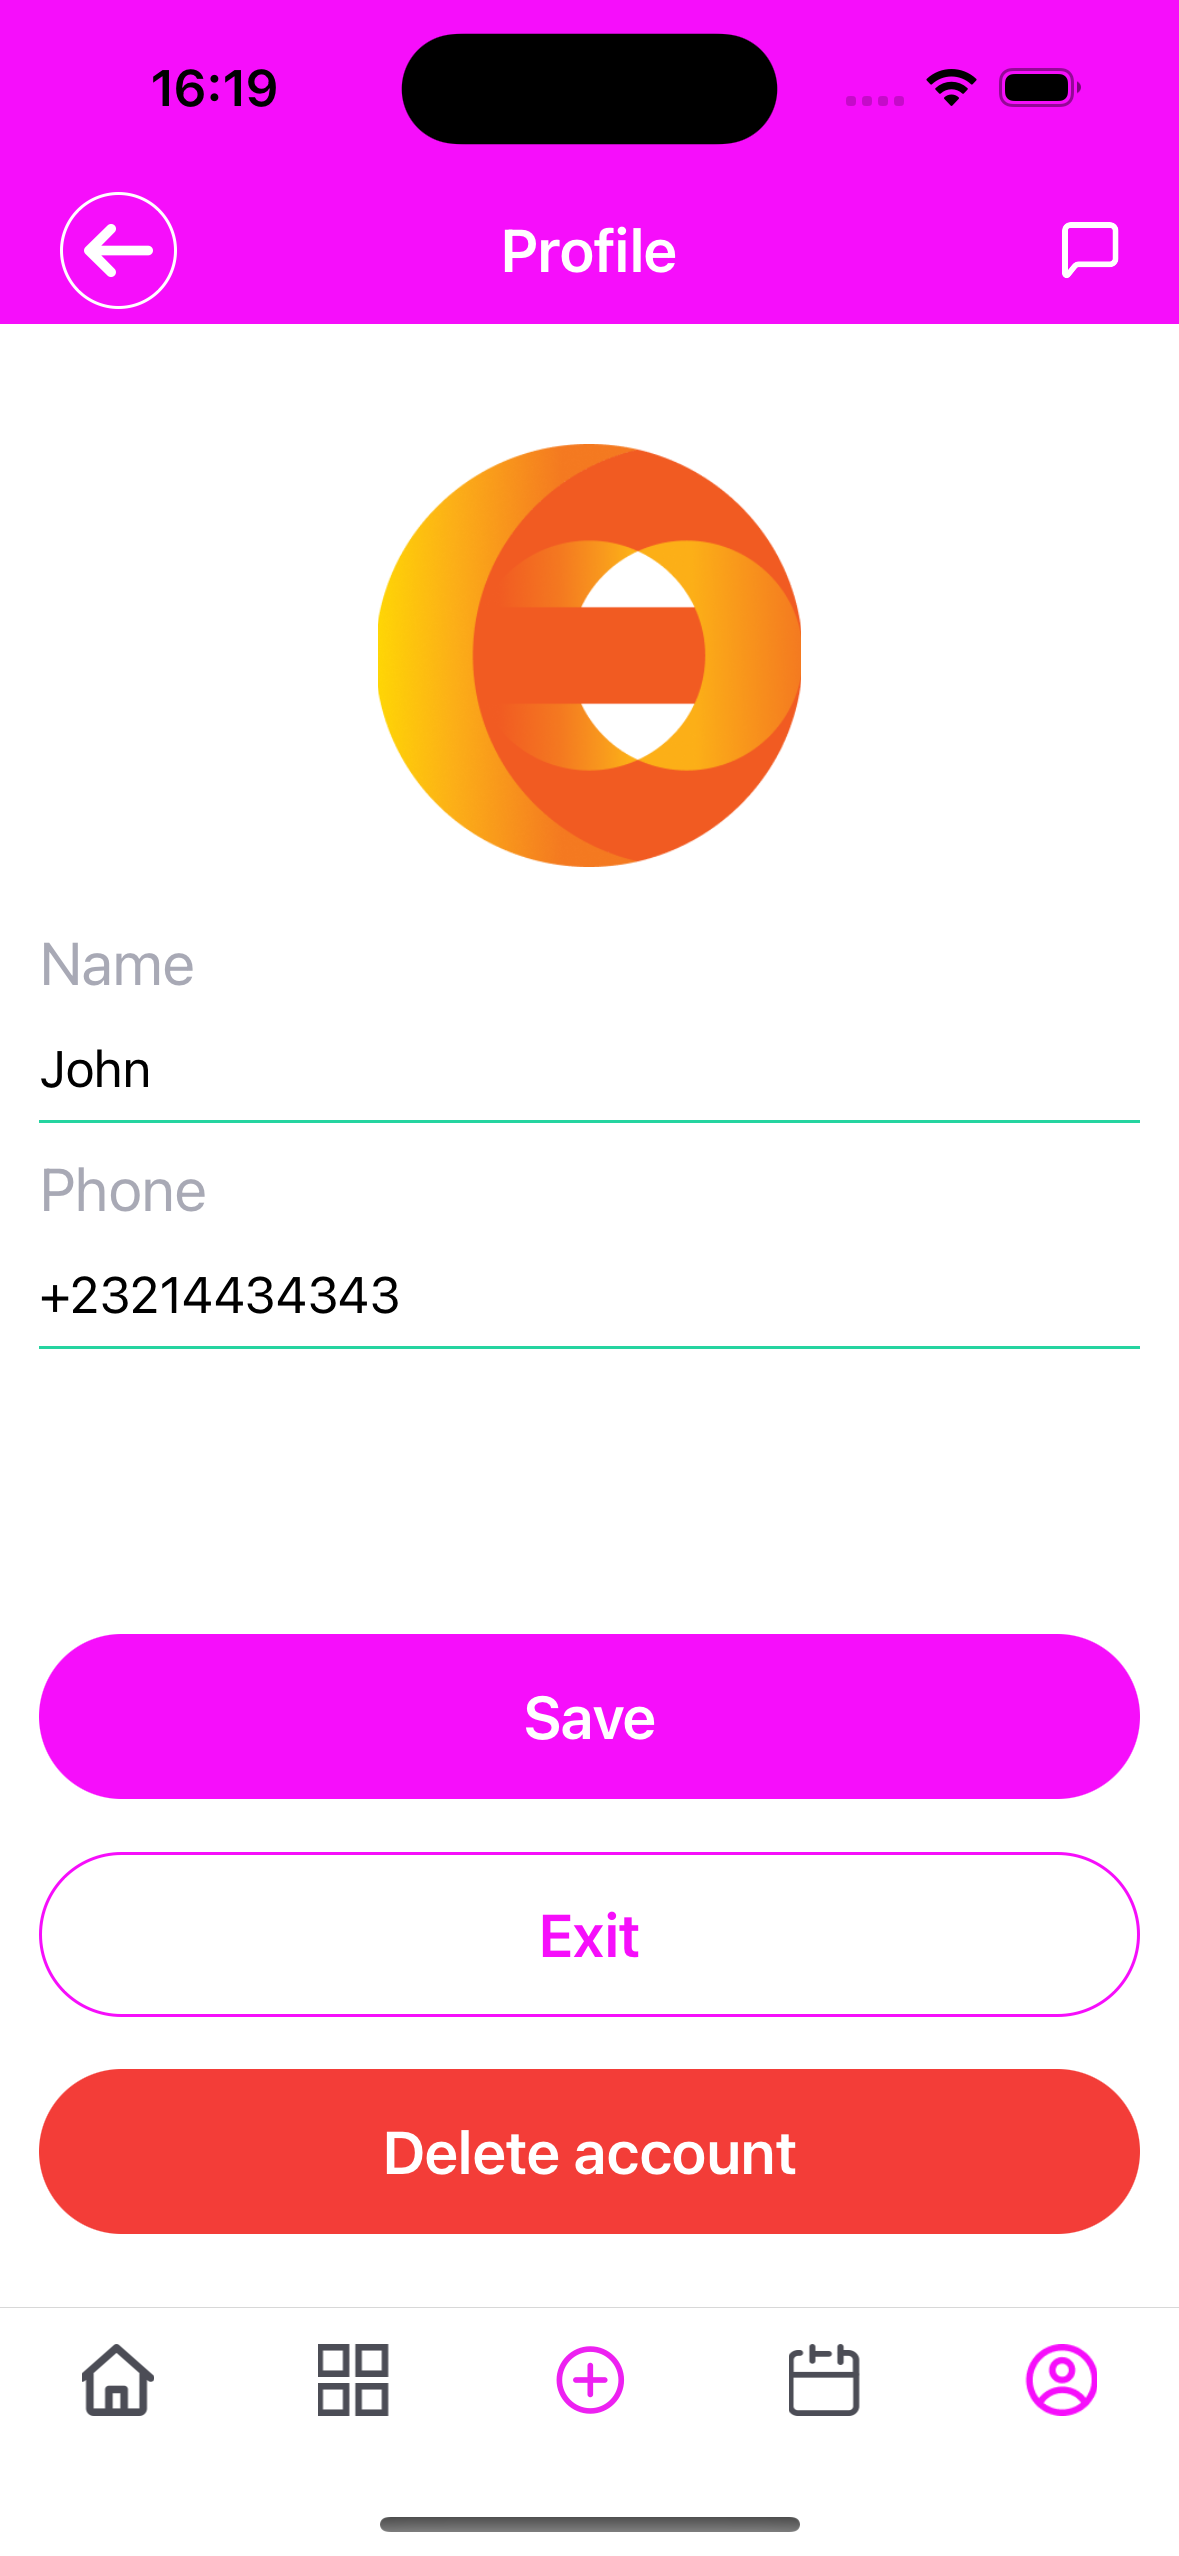 16:19
Profile
Name
John
Phone
+23214434343
Save
Exit
Delete account